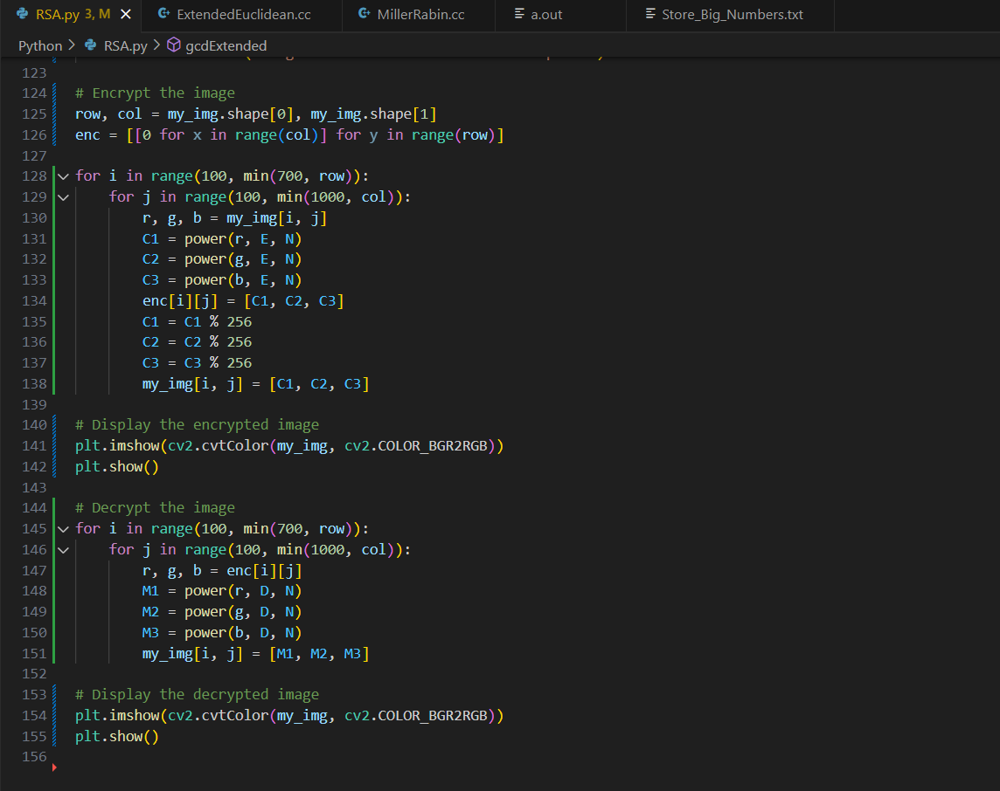 RSA.py 3, M ExtendedEuclidean.cc MillerRabin.cc a.out Store_Big_Numbers.txt
Python > RSA.py > gcdExtended
123
124 # Encrypt the image
125 row, col = my_img.shape[0], my_img.shape[1]
126 enc = [[0 for x in range(col)] for y in range(row)]
127
128 for i in range(100, min(700, row)):
129     for j in range(100, min(1000, col)):
130         r, g, b = my_img[i, j]
131         C1 = power(r, E, N)
132         C2 = power(g, E, N)
133         C3 = power(b, E, N)
134         enc[i][j] = [C1, C2, C3]
135         C1 = C1 % 256
136         C2 = C2 % 256
137         C3 = C3 % 256
138         my_img[i, j] = [C1, C2, C3]
139
140 # Display the encrypted image
141 plt.imshow(cv2.cvtColor(my_img, cv2.COLOR_BGR2RGB))
142 plt.show()
143
144 # Decrypt the image
145 for i in range(100, min(700, row)):
146     for j in range(100, min(1000, col)):
147         r, g, b = enc[i][j]
148         M1 = power(r, D, N)
149         M2 = power(g, D, N)
150         M3 = power(b, D, N)
151         my_img[i, j] = [M1, M2, M3]
152
153 # Display the decrypted image
154 plt.imshow(cv2.cvtColor(my_img, cv2.COLOR_BGR2RGB))
155 plt.show()
156